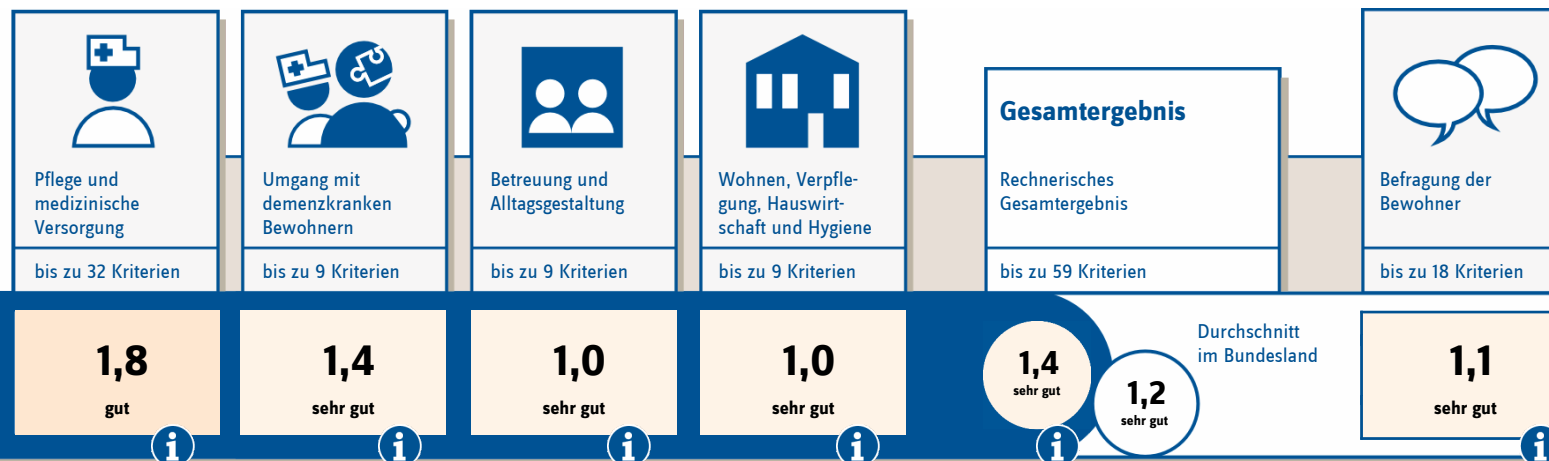 Pflege und
medizinische
Versorgung
bis zu 32 Kriterien
1,8
gut
i
Umgang mit
demenzkranken
Bewohnern
bis zu 9 Kriterien
1,4
sehr gut
i
Betreuung und
Alltagsgestaltung
bis zu 9 Kriterien
1,0
sehr gut
i
Wohnen, Verpfle-
gung, Hauswirt-
schaft und Hygiene
bis zu 9 Kriterien
1,0
sehr gut
i
Gesamtergebnis
Rechnerisches
Gesamtergebnis
bis zu 59 Kriterien
1,4
sehr gut
i
Durchschnitt
im Bundesland
1,2
sehr gut
Befragung der
Bewohner
bis zu 18 Kriterien
1,1
sehr gut
i